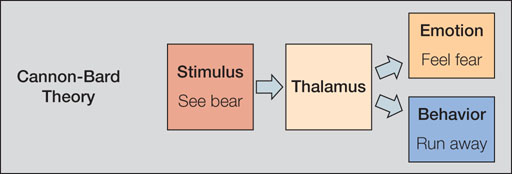 Cannon-Bard
Theory
Stimulus
See bear
Thalamus
Emotion
Feel fear
Behavior
Run away